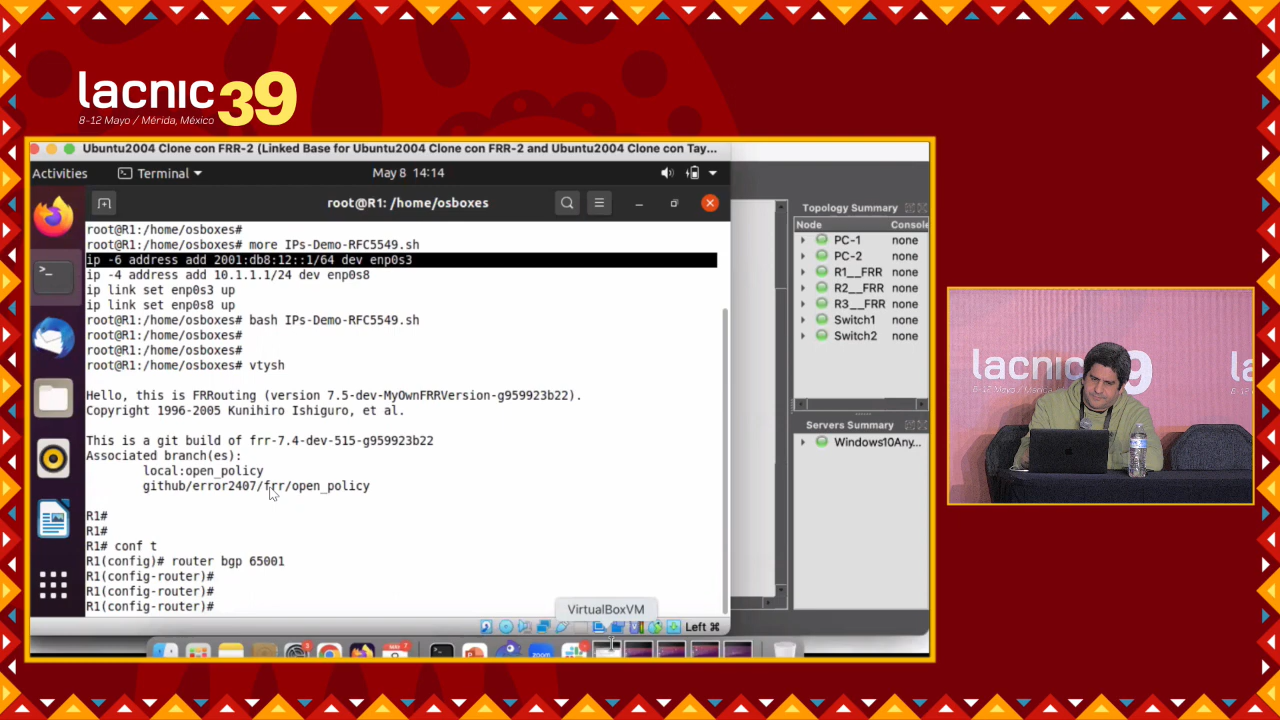 lacnic 39
8-12 Mayo / Mérida, México
Ubuntu2004 Clone con FRR-2 (Linked Base for Ubuntu2004 Clone con FRR-2 and Ubuntu2004 Clone con Tay...
Activities
Terminal
May 8 14:14
root@R1: /home/osboxes
root@R1:/home/osboxes#
root@R1:/home/osboxes# more IPs-Demo-RFC5549.sh
ip -6 address add 2001:db8:12::1/64 dev enp0s3
ip -4 address add 10.1.1.1/24 dev enp0s8
ip link set enp0s3 up
ip link set enp0s8 up
root@R1:/home/osboxes# bash IPs-Demo-RFC5549.sh
root@R1:/home/osboxes#
root@R1:/home/osboxes#
root@R1:/home/osboxes# vtysh
Hello, this is FRRouting (version 7.5-dev-MyOwnFRRVersion-g959923b22).
Copyright 1996-2005 Kunihiro Ishiguro, et al.
This is a git build of frr-7.4-dev-515-g959923b22
Associated branch(es):
local:open_policy
github/error2407/frr/open_policy
R1#
R1#
R1# conf t
R1(config)# router bgp 65001
R1(config-router)#
R1(config-router)#
R1(config-router)#
VirtualBoxVM
Left ⌘
zoom
Topology Summary
Node Console
PC-1 none
PC-2 none
R1__FRR none
R2__FRR none
R3__FRR none
Switch1 none
Switch2 none
Servers Summary
Windows10Any...
lacnic 39